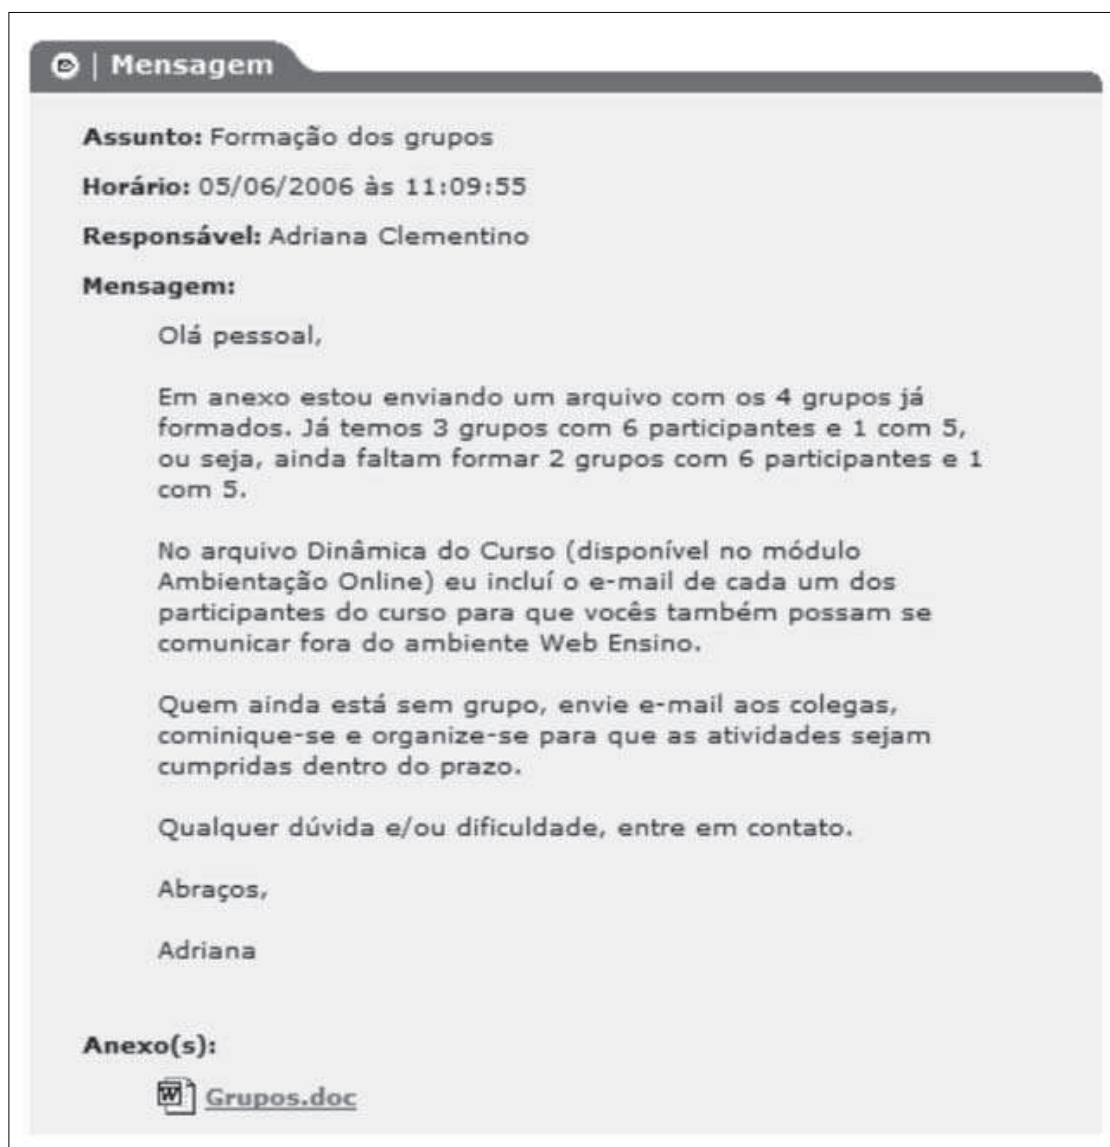 | Mensagem
Assunto: Formação dos grupos
Horário: 05/06/2006 às 11:09:55
Responsável: Adriana Clementino
Mensagem:
Olá pessoal,
Em anexo estou enviando um arquivo com os 4 grupos já
formados. Já temos 3 grupos com 6 participantes e 1 com 5,
ou seja, ainda faltam formar 2 grupos com 6 participantes e 1
com 5.
No arquivo Dinâmica do Curso (disponível no módulo
Ambientação Online) eu incluí o e-mail de cada um dos
participantes do curso para que vocês também possam se
comunicar fora do ambiente Web Ensino.
Quem ainda está sem grupo, envie e-mail aos colegas,
cominique-se e organize-se para que as atividades sejam
cumpridas dentro do prazo.
Qualquer dúvida e/ou dificuldade, entre em contato.
Abraços,
Adriana
Anexo(s):
Grupos.doc